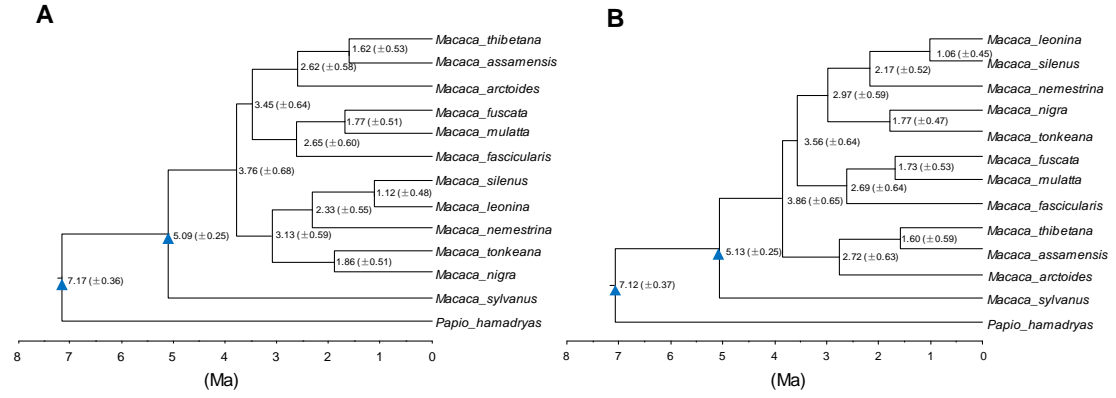 A
Macaca_thibetana
1.62 (±0.53)
Macaca_assamensis
2.62 (±0.58)
Macaca_arctoides
3.45 (±0.64)
Macaca_fuscata
1.77 (±0.51)
Macaca_mulatta
2.65 (±0.60)
Macaca_fascicularis
3.76 (±0.68)
Macaca_silenus
1.12 (±0.48)
Macaca_leonina
2.33 (±0.55)
Macaca_nemestrina
5.09 (±0.25)
3.13 (±0.59)
Macaca_tonkeana
1.86 (±0.51)
Macaca_nigra
7.17 (±0.36)
Macaca_sylvanus
Papio_hamadryas
8 7 6 5 4 3 2 1 0
(Ma)
B
Macaca_leonina
1.06 (±0.45)
Macaca_silenus
2.17 (±0.52)
Macaca_nemestrina
2.97 (±0.59)
Macaca_nigra
1.77 (±0.47)
Macaca_tonkeana
3.56 (±0.64)
Macaca_fuscata
1.73 (±0.53)
Macaca_mulatta
2.69 (±0.64)
Macaca_fascicularis
3.86 (±0.65)
Macaca_thibetana
1.60 (±0.59)
Macaca_assamensis
5.13 (±0.25)
2.72 (±0.63)
Macaca_arctoides
7.12 (±0.37)
Macaca_sylvanus
Papio_hamadryas
8 7 6 5 4 3 2 1 0
(Ma)